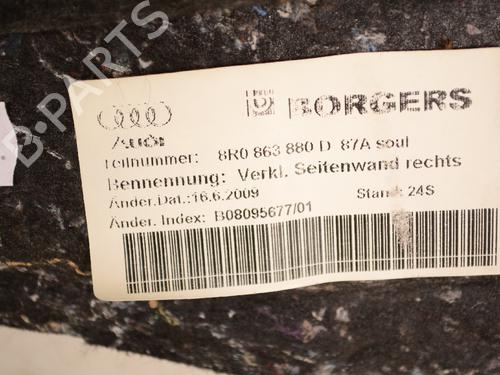 B-PARTS
BORGERS
Audi
Teilnummer: 8R0 863 880 D 87A soul
Bennennung: Verkl. Seitenwand rechts
Änder.Dat.:16.6.2009 Stand: 24S
Änder. Index: B08095677/01